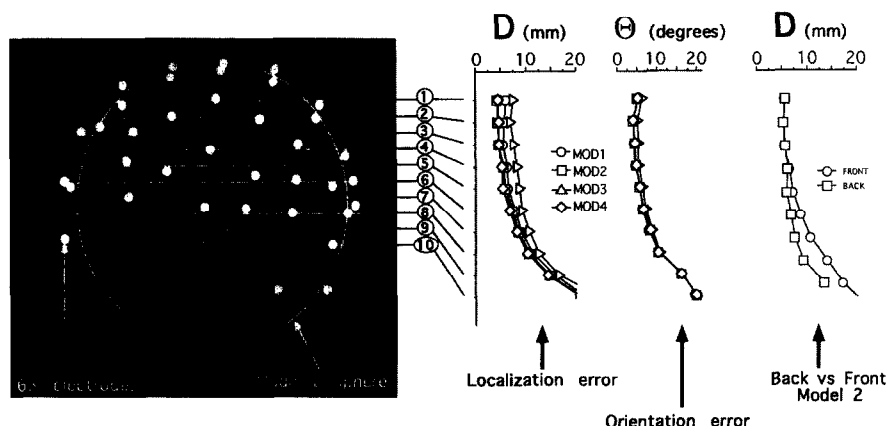 D (mm)
Θ (degrees)
D (mm)
0 10 20
0 10 20
0 10 20
1
2
3
4
5
6
7
8
9
10
MOD1
MOD2
MOD3
MOD4
FRONT
BACK
Localization error
Orientation error
Back vs Front
Model 2